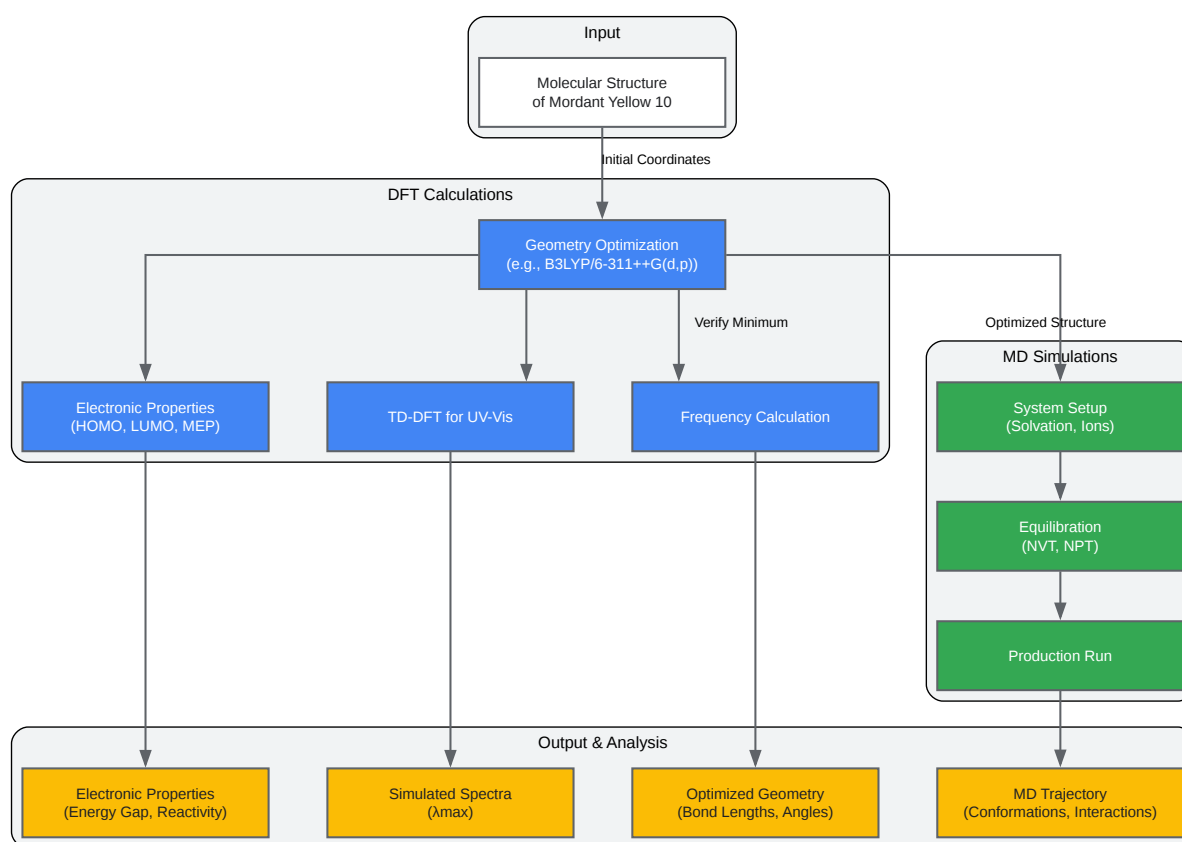 Input
Molecular Structure
of Mordant Yellow 10
Initial Coordinates
DFT Calculations
Geometry Optimization
(e.g., B3LYP/6-311++G(d,p))
Verify Minimum
Optimized Structure
MD Simulations
Electronic Properties
(HOMO, LUMO, MEP)
TD-DFT for UV-Vis
Frequency Calculation
System Setup
(Solvation, Ions)
Equilibration
(NVT, NPT)
Production Run
Output & Analysis
Electronic Properties
(Energy Gap, Reactivity)
Simulated Spectra
(λmax)
Optimized Geometry
(Bond Lengths, Angles)
MD Trajectory
(Conformations, Interactions)